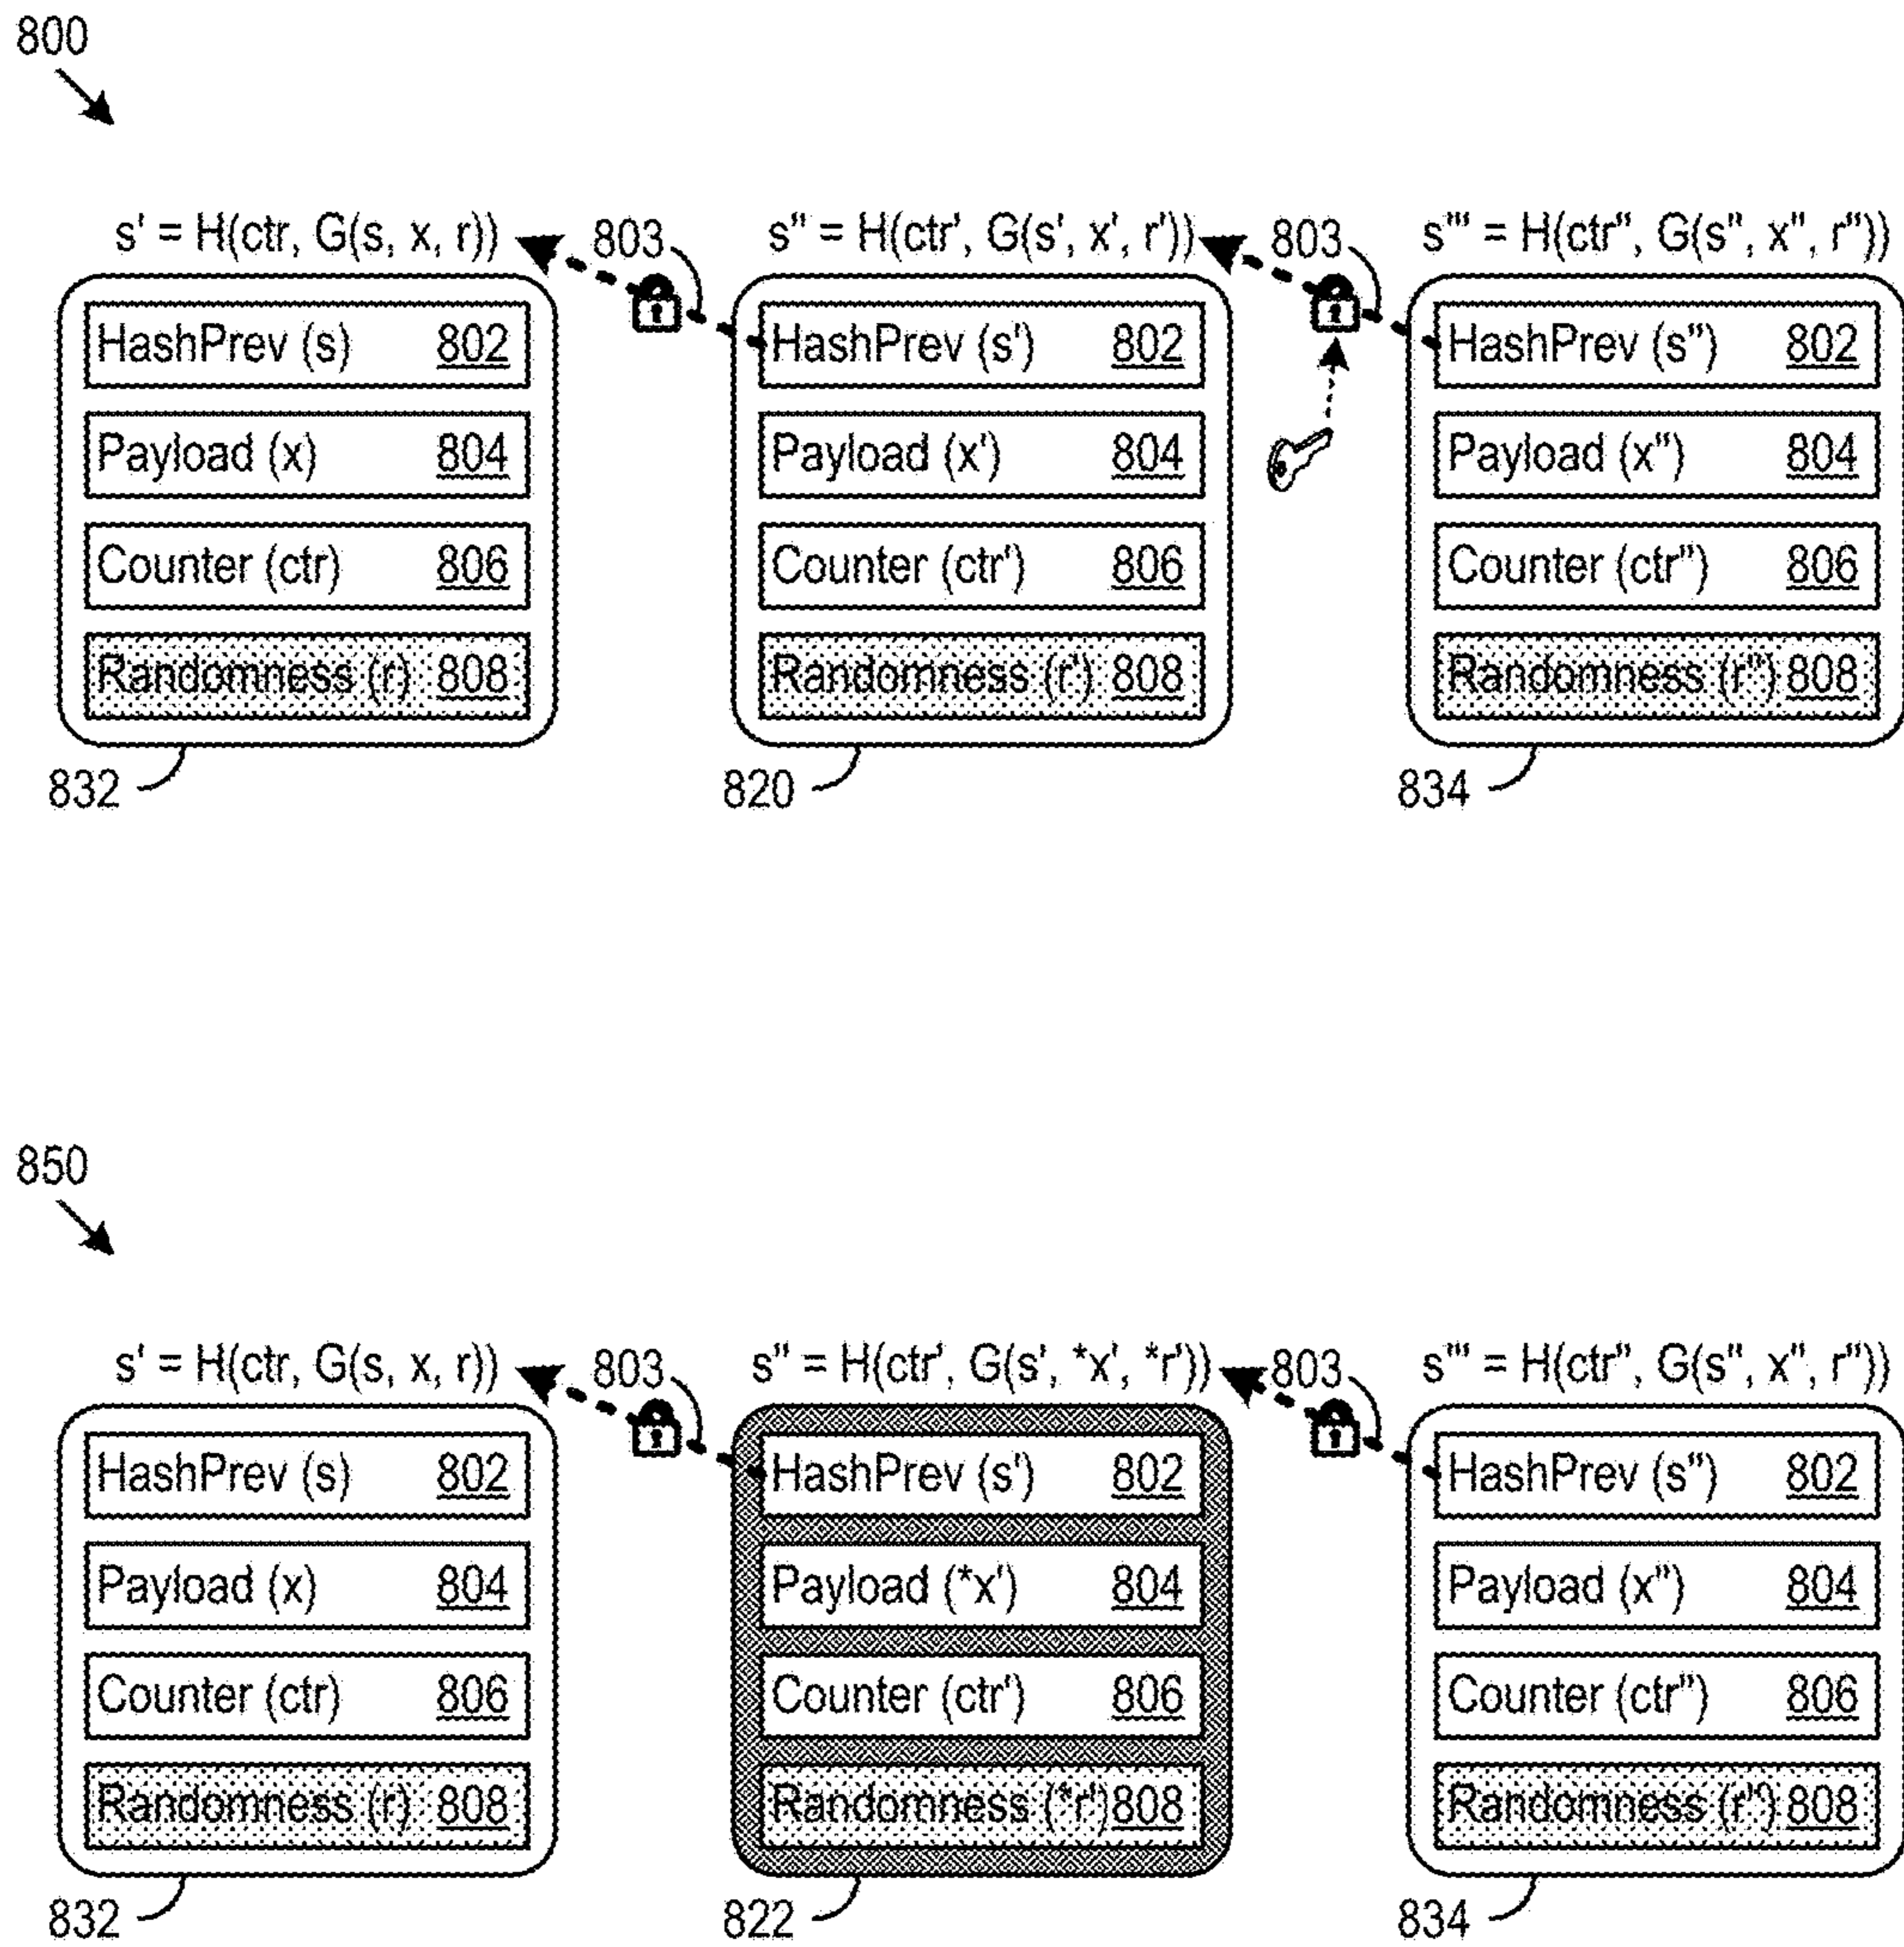 800
s' = H(ctr, G(s, x, r)) 803 s" = H(ctr', G(s', x', r')) 803 s"' = H(ctr", G(s", x", r"))
HashPrev (s) 802 HashPrev (s') 802 HashPrev (s") 802
Payload (x) 804 Payload (x') 804 Payload (x") 804
Counter (ctr) 806 Counter (ctr') 806 Counter (ctr") 806
Randomness (r) 808 Randomness (r') 808 Randomness (r") 808
832 820 834
850
s' = H(ctr, G(s, x, r)) 803 s" = H(ctr', G(s', *x', *r')) 803 s"' = H(ctr", G(s", x", r"))
HashPrev (s) 802 HashPrev (s') 802 HashPrev (s") 802
Payload (x) 804 Payload (*x') 804 Payload (x") 804
Counter (ctr) 806 Counter (ctr') 806 Counter (ctr") 806
Randomness (r) 808 Randomness (*r') 808 Randomness (r") 808
832 822 834